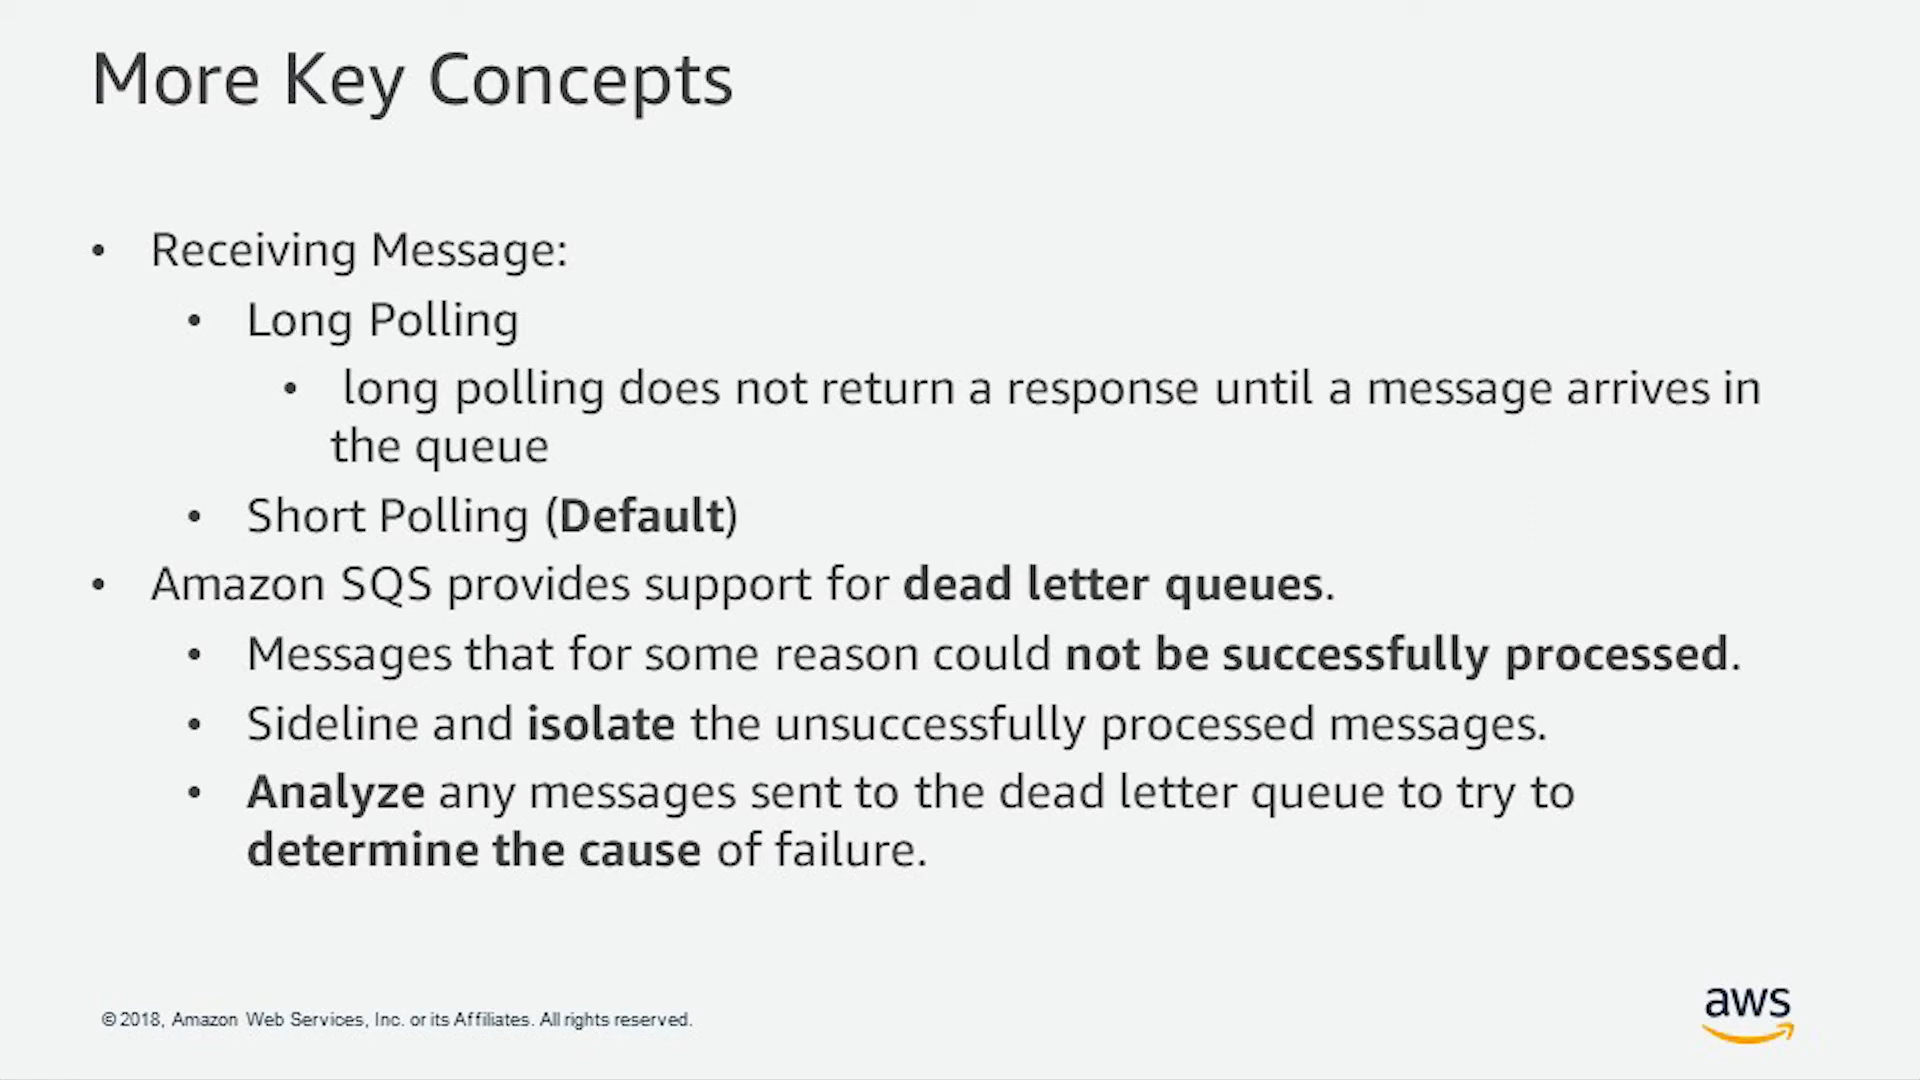 More Key Concepts
• Receiving Message:
• Long Polling
• long polling does not return a response until a message arrives in
the queue
• Short Polling (Default)
• Amazon SQS provides support for dead letter queues.
• Messages that for some reason could not be successfully processed.
• Sideline and isolate the unsuccessfully processed messages.
• Analyze any messages sent to the dead letter queue to try to
determine the cause of failure.
© 2018, Amazon Web Services, Inc. or its Affiliates. All rights reserved.
aws